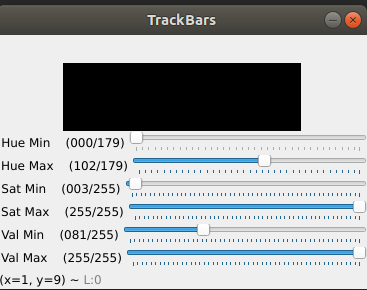 TrackBars
Hue Min (000/179)
Hue Max (102/179)
Sat Min (003/255)
Sat Max (255/255)
Val Min (081/255)
Val Max (255/255)
(x=1, y=9) ~ L:0